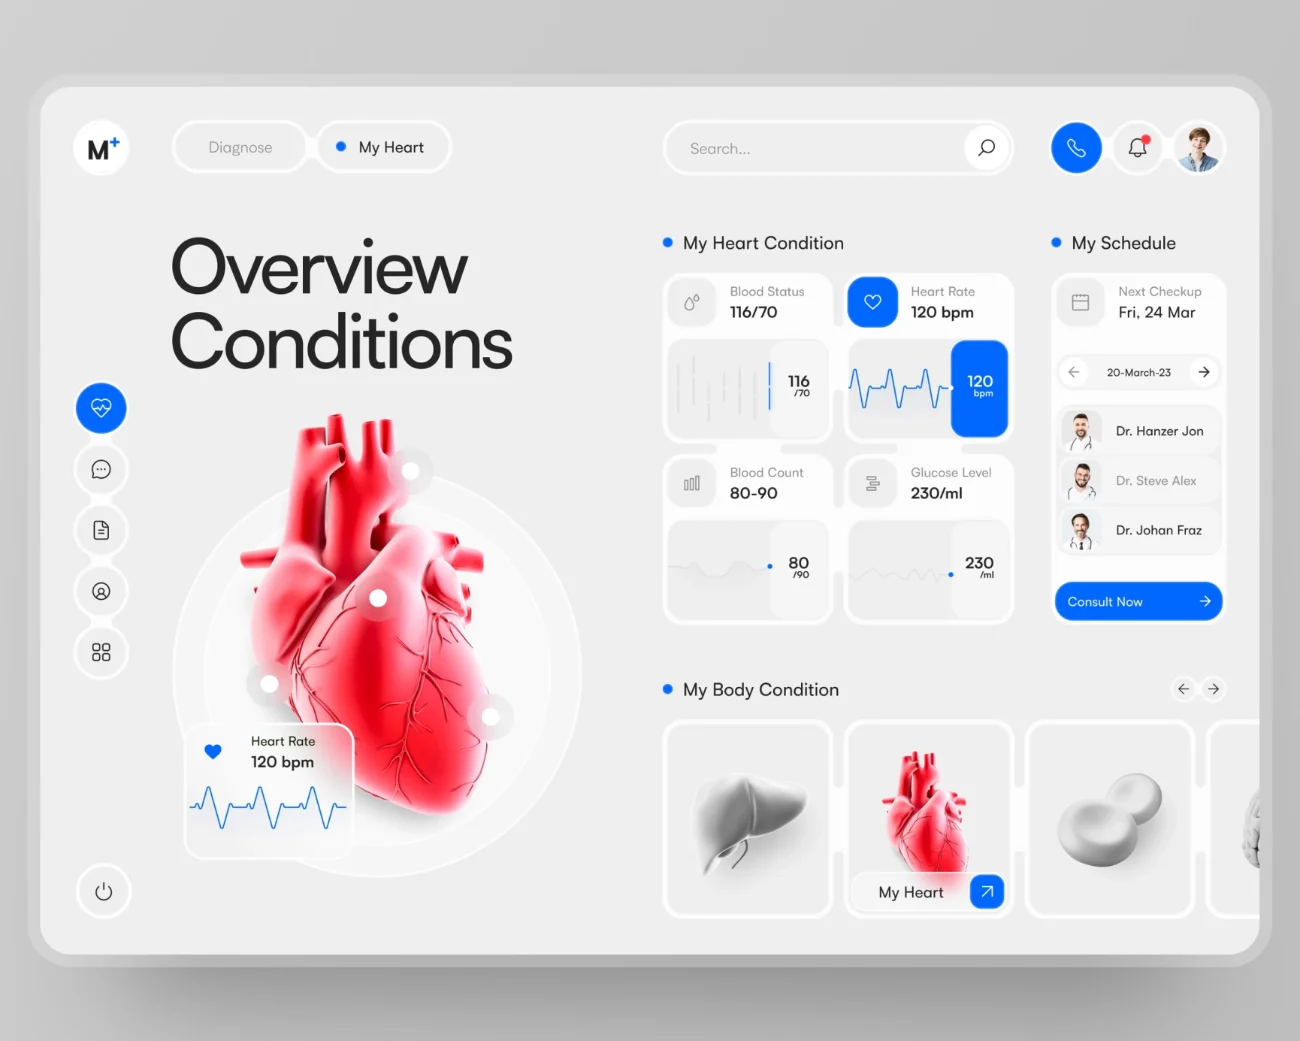 M+
Diagnose
My Heart
Search...
Overview
Conditions
Heart Rate
120 bpm
My Heart Condition
Blood Status
116/70
116
/70
Heart Rate
120 bpm
120
bpm
Blood Count
80-90
80
/90
Glucose Level
230/ml
230
/ml
My Schedule
Next Checkup
Fri, 24 Mar
20-March-23
Dr. Hanzer Jon
Dr. Steve Alex
Dr. Johan Fraz
Consult Now
My Body Condition
My Heart